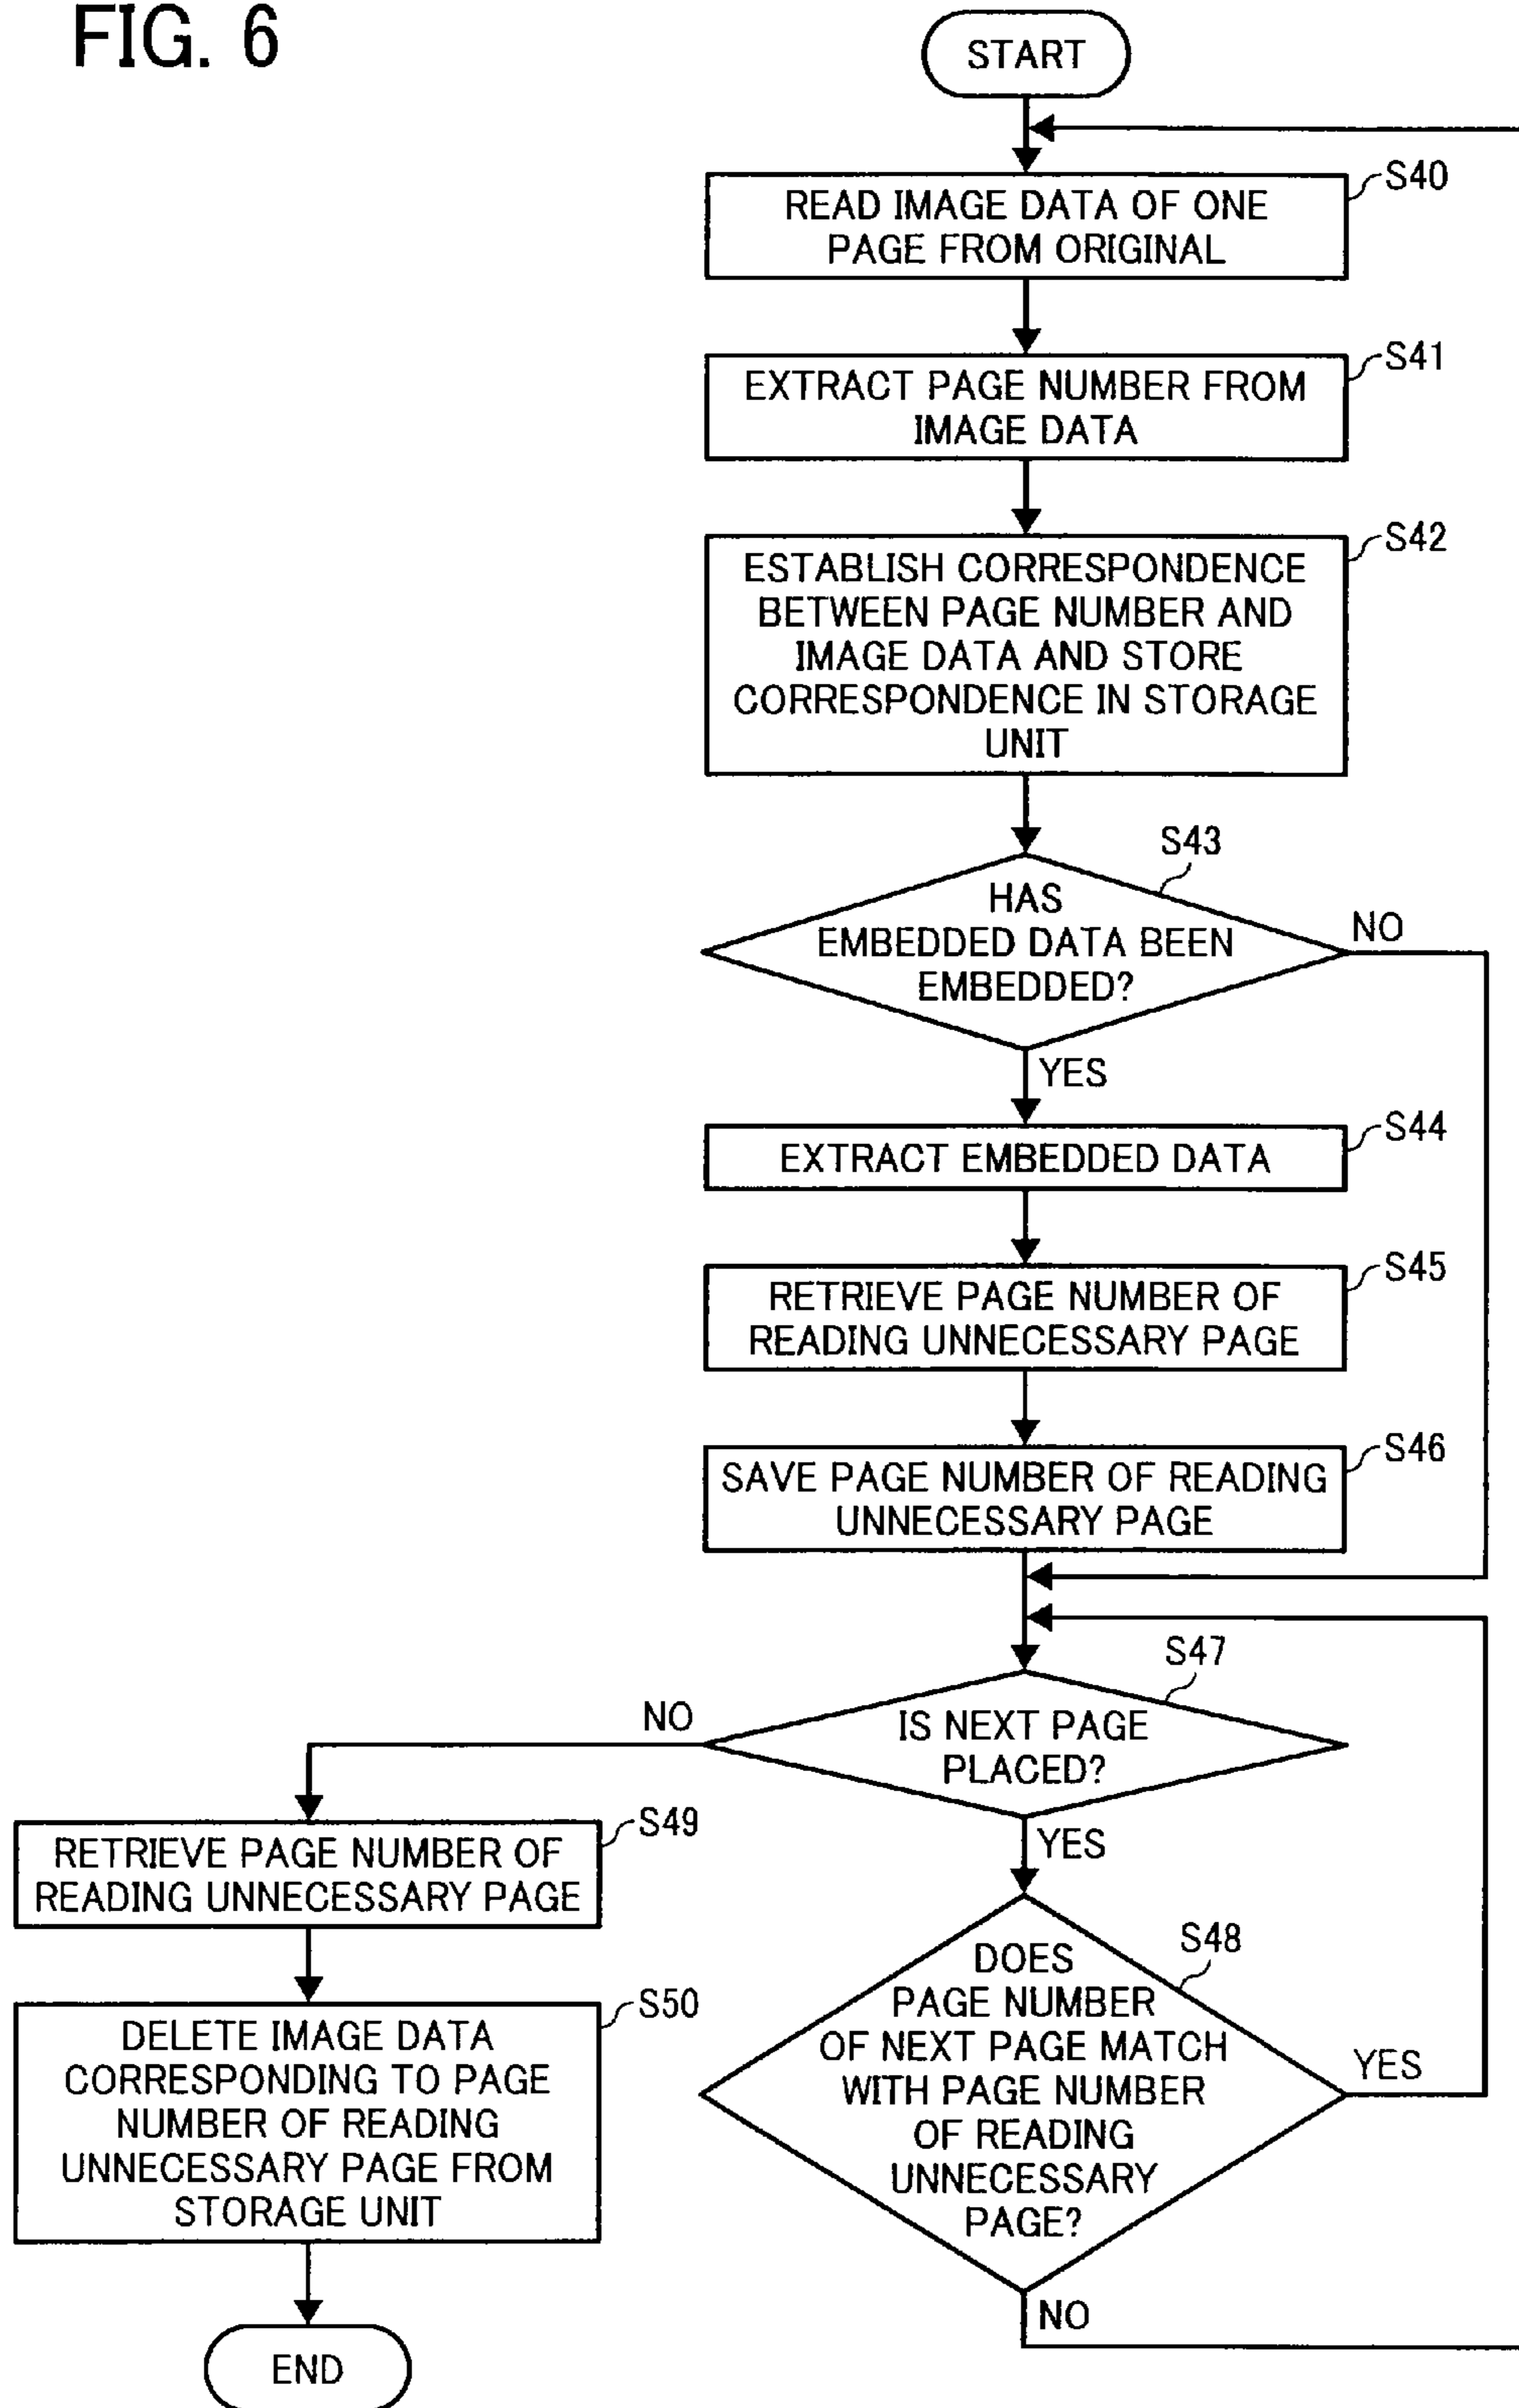 FIG. 6
START
S40
READ IMAGE DATA OF ONE
PAGE FROM ORIGINAL
S41
EXTRACT PAGE NUMBER FROM
IMAGE DATA
S42
ESTABLISH CORRESPONDENCE
BETWEEN PAGE NUMBER AND
IMAGE DATA AND STORE
CORRESPONDENCE IN STORAGE
UNIT
S43
HAS
EMBEDDED DATA BEEN
EMBEDDED?
NO
YES
S44
EXTRACT EMBEDDED DATA
S45
RETRIEVE PAGE NUMBER OF
READING UNNECESSARY PAGE
S46
SAVE PAGE NUMBER OF READING
UNNECESSARY PAGE
S47
IS NEXT PAGE
PLACED?
NO
YES
S49
RETRIEVE PAGE NUMBER OF
READING UNNECESSARY PAGE
S48
DOES
PAGE NUMBER
OF NEXT PAGE MATCH
WITH PAGE NUMBER
OF READING
UNNECESSARY
PAGE?
YES
NO
S50
DELETE IMAGE DATA
CORRESPONDING TO PAGE
NUMBER OF READING
UNNECESSARY PAGE FROM
STORAGE UNIT
END